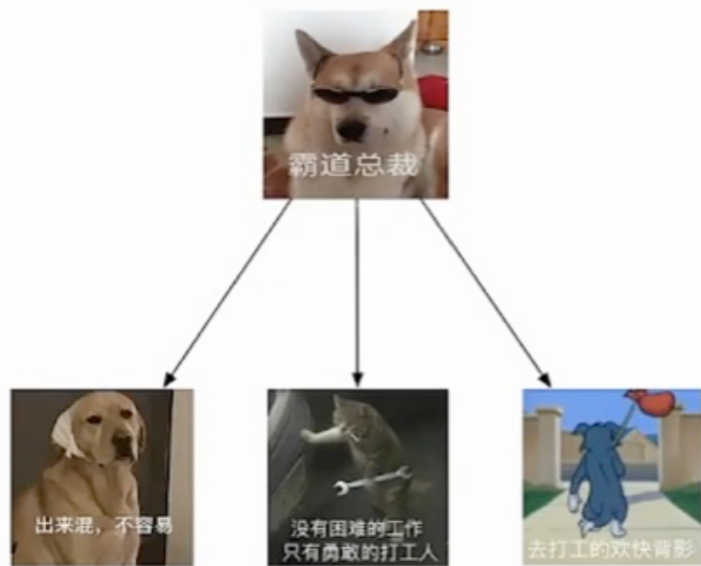 霸道总裁
出来混，不容易
没有困难的工作
只有勇敢的打工人
去打工的欢快背影